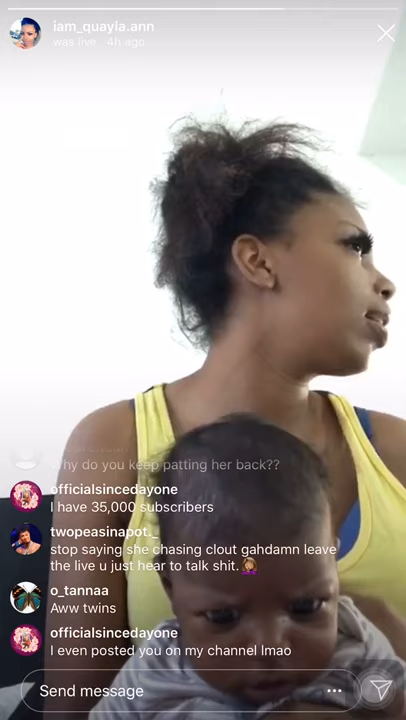 iam_quayla.ann
was live · 4h ago
why do you keep patting her back??
officialsincedayone
I have 35,000 subscribers
twopeasinapot._
stop saying she chasing clout gahdamn leave
the live u just hear to talk shit.🤦🏽‍♀️
o_tannaa
Aww twins
officialsincedayone
I even posted you on my channel lmao
Send message